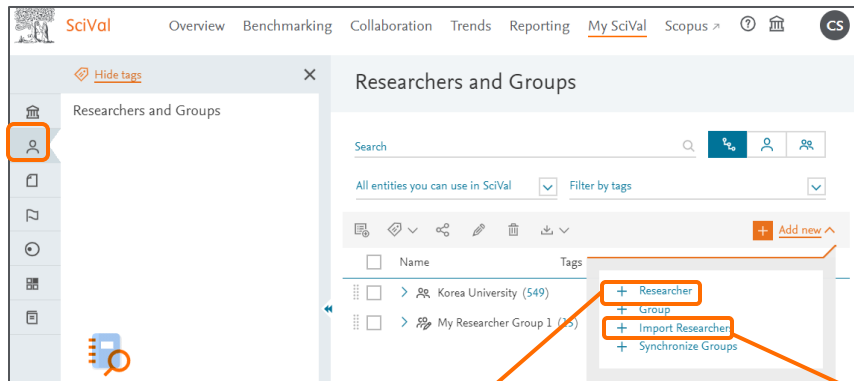 SciVal
Overview Benchmarking Collaboration Trends Reporting My SciVal Scopus ↗ CS
Hide tags
Researchers and Groups
Researchers and Groups
Search
All entities you can use in SciVal Filter by tags
Add new
Name Tags
Korea University (549)
My Researcher Group 1 (15)
+ Researcher
+ Group
+ Import Researchers
+ Synchronize Groups